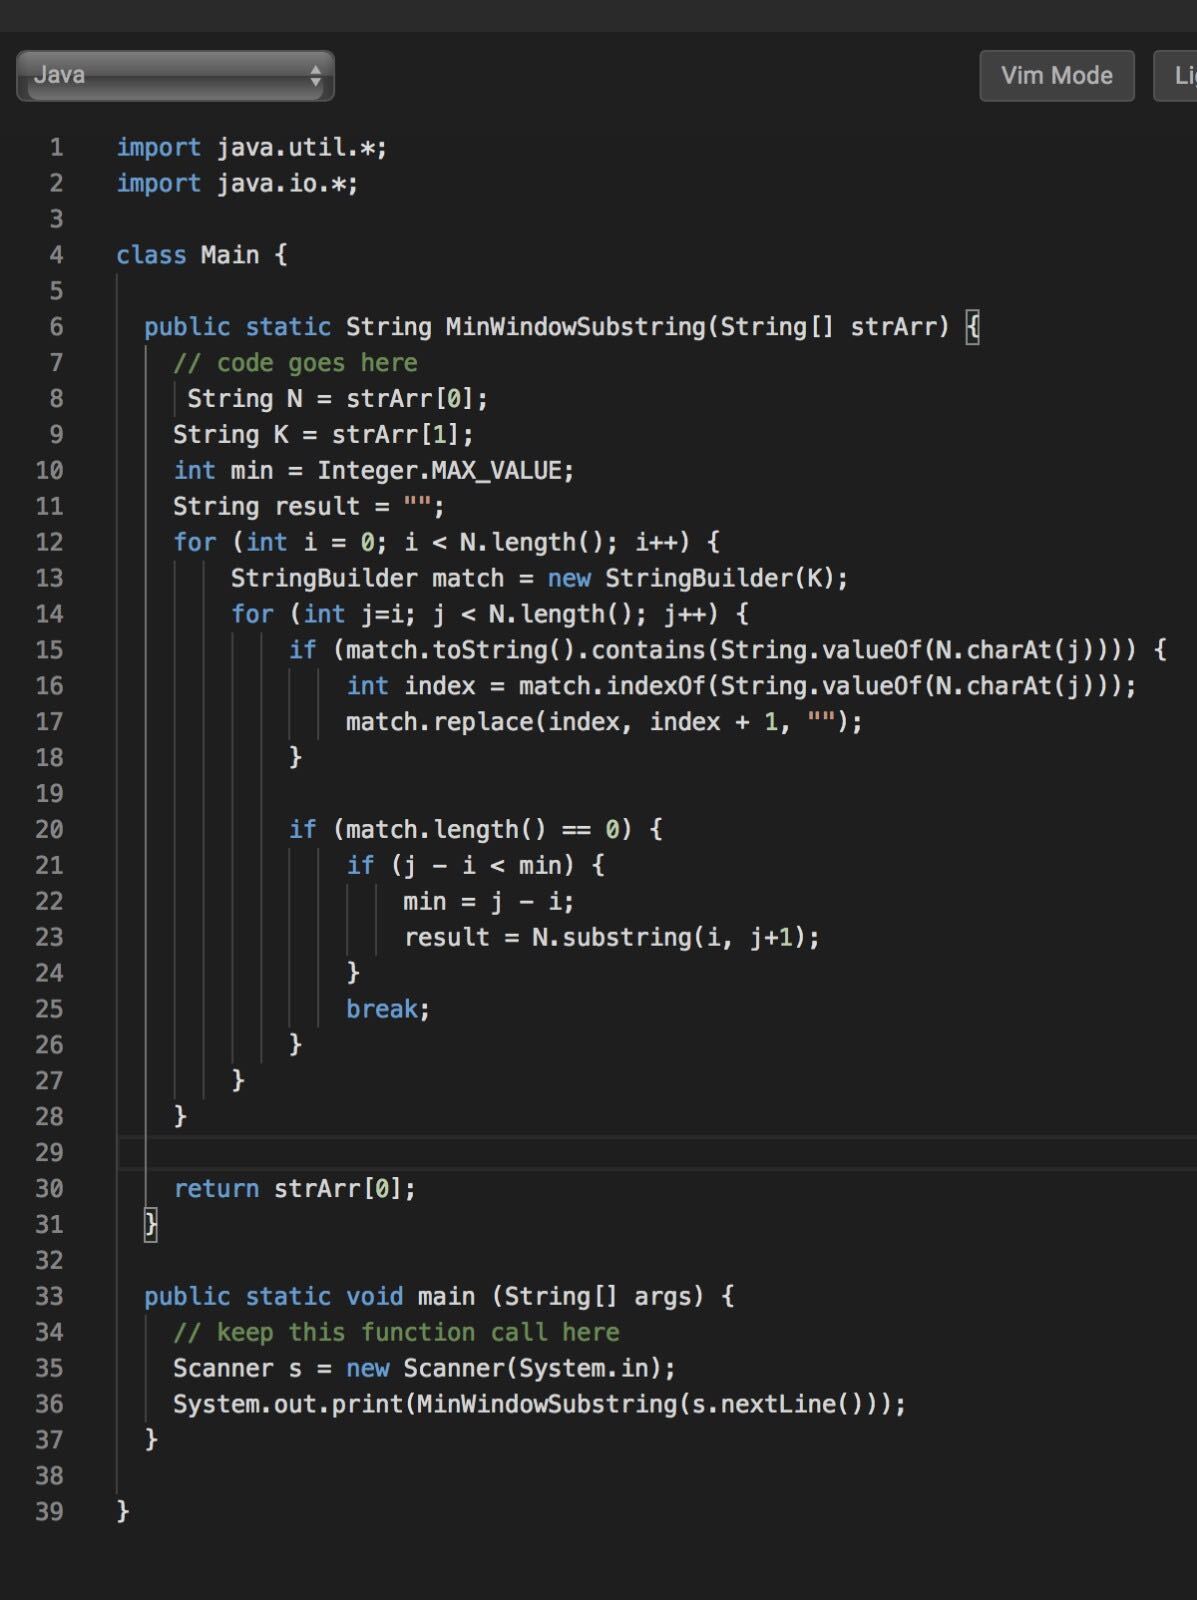 Java
Vim Mode
1 import java.util.*;
2 import java.io.*;
3
4 class Main {
5
6 public static String MinWindowSubstring(String[] strArr) {
7 // code goes here
8 String N = strArr[0];
9 String K = strArr[1];
10 int min = Integer.MAX_VALUE;
11 String result = "";
12 for (int i = 0; i < N.length(); i++) {
13 StringBuilder match = new StringBuilder(K);
14 for (int j=i; j < N.length(); j++) {
15 if (match.toString().contains(String.valueOf(N.charAt(j)))) {
16 int index = match.indexOf(String.valueOf(N.charAt(j)));
17 match.replace(index, index + 1, "");
18 }
19
20 if (match.length() == 0) {
21 if (j - i < min) {
22 min = j - i;
23 result = N.substring(i, j+1);
24 }
25 break;
26 }
27 }
28 }
29
30 return strArr[0];
31 }
32
33 public static void main (String[] args) {
34 // keep this function call here
35 Scanner s = new Scanner(System.in);
36 System.out.print(MinWindowSubstring(s.nextLine()));
37 }
38
39 }